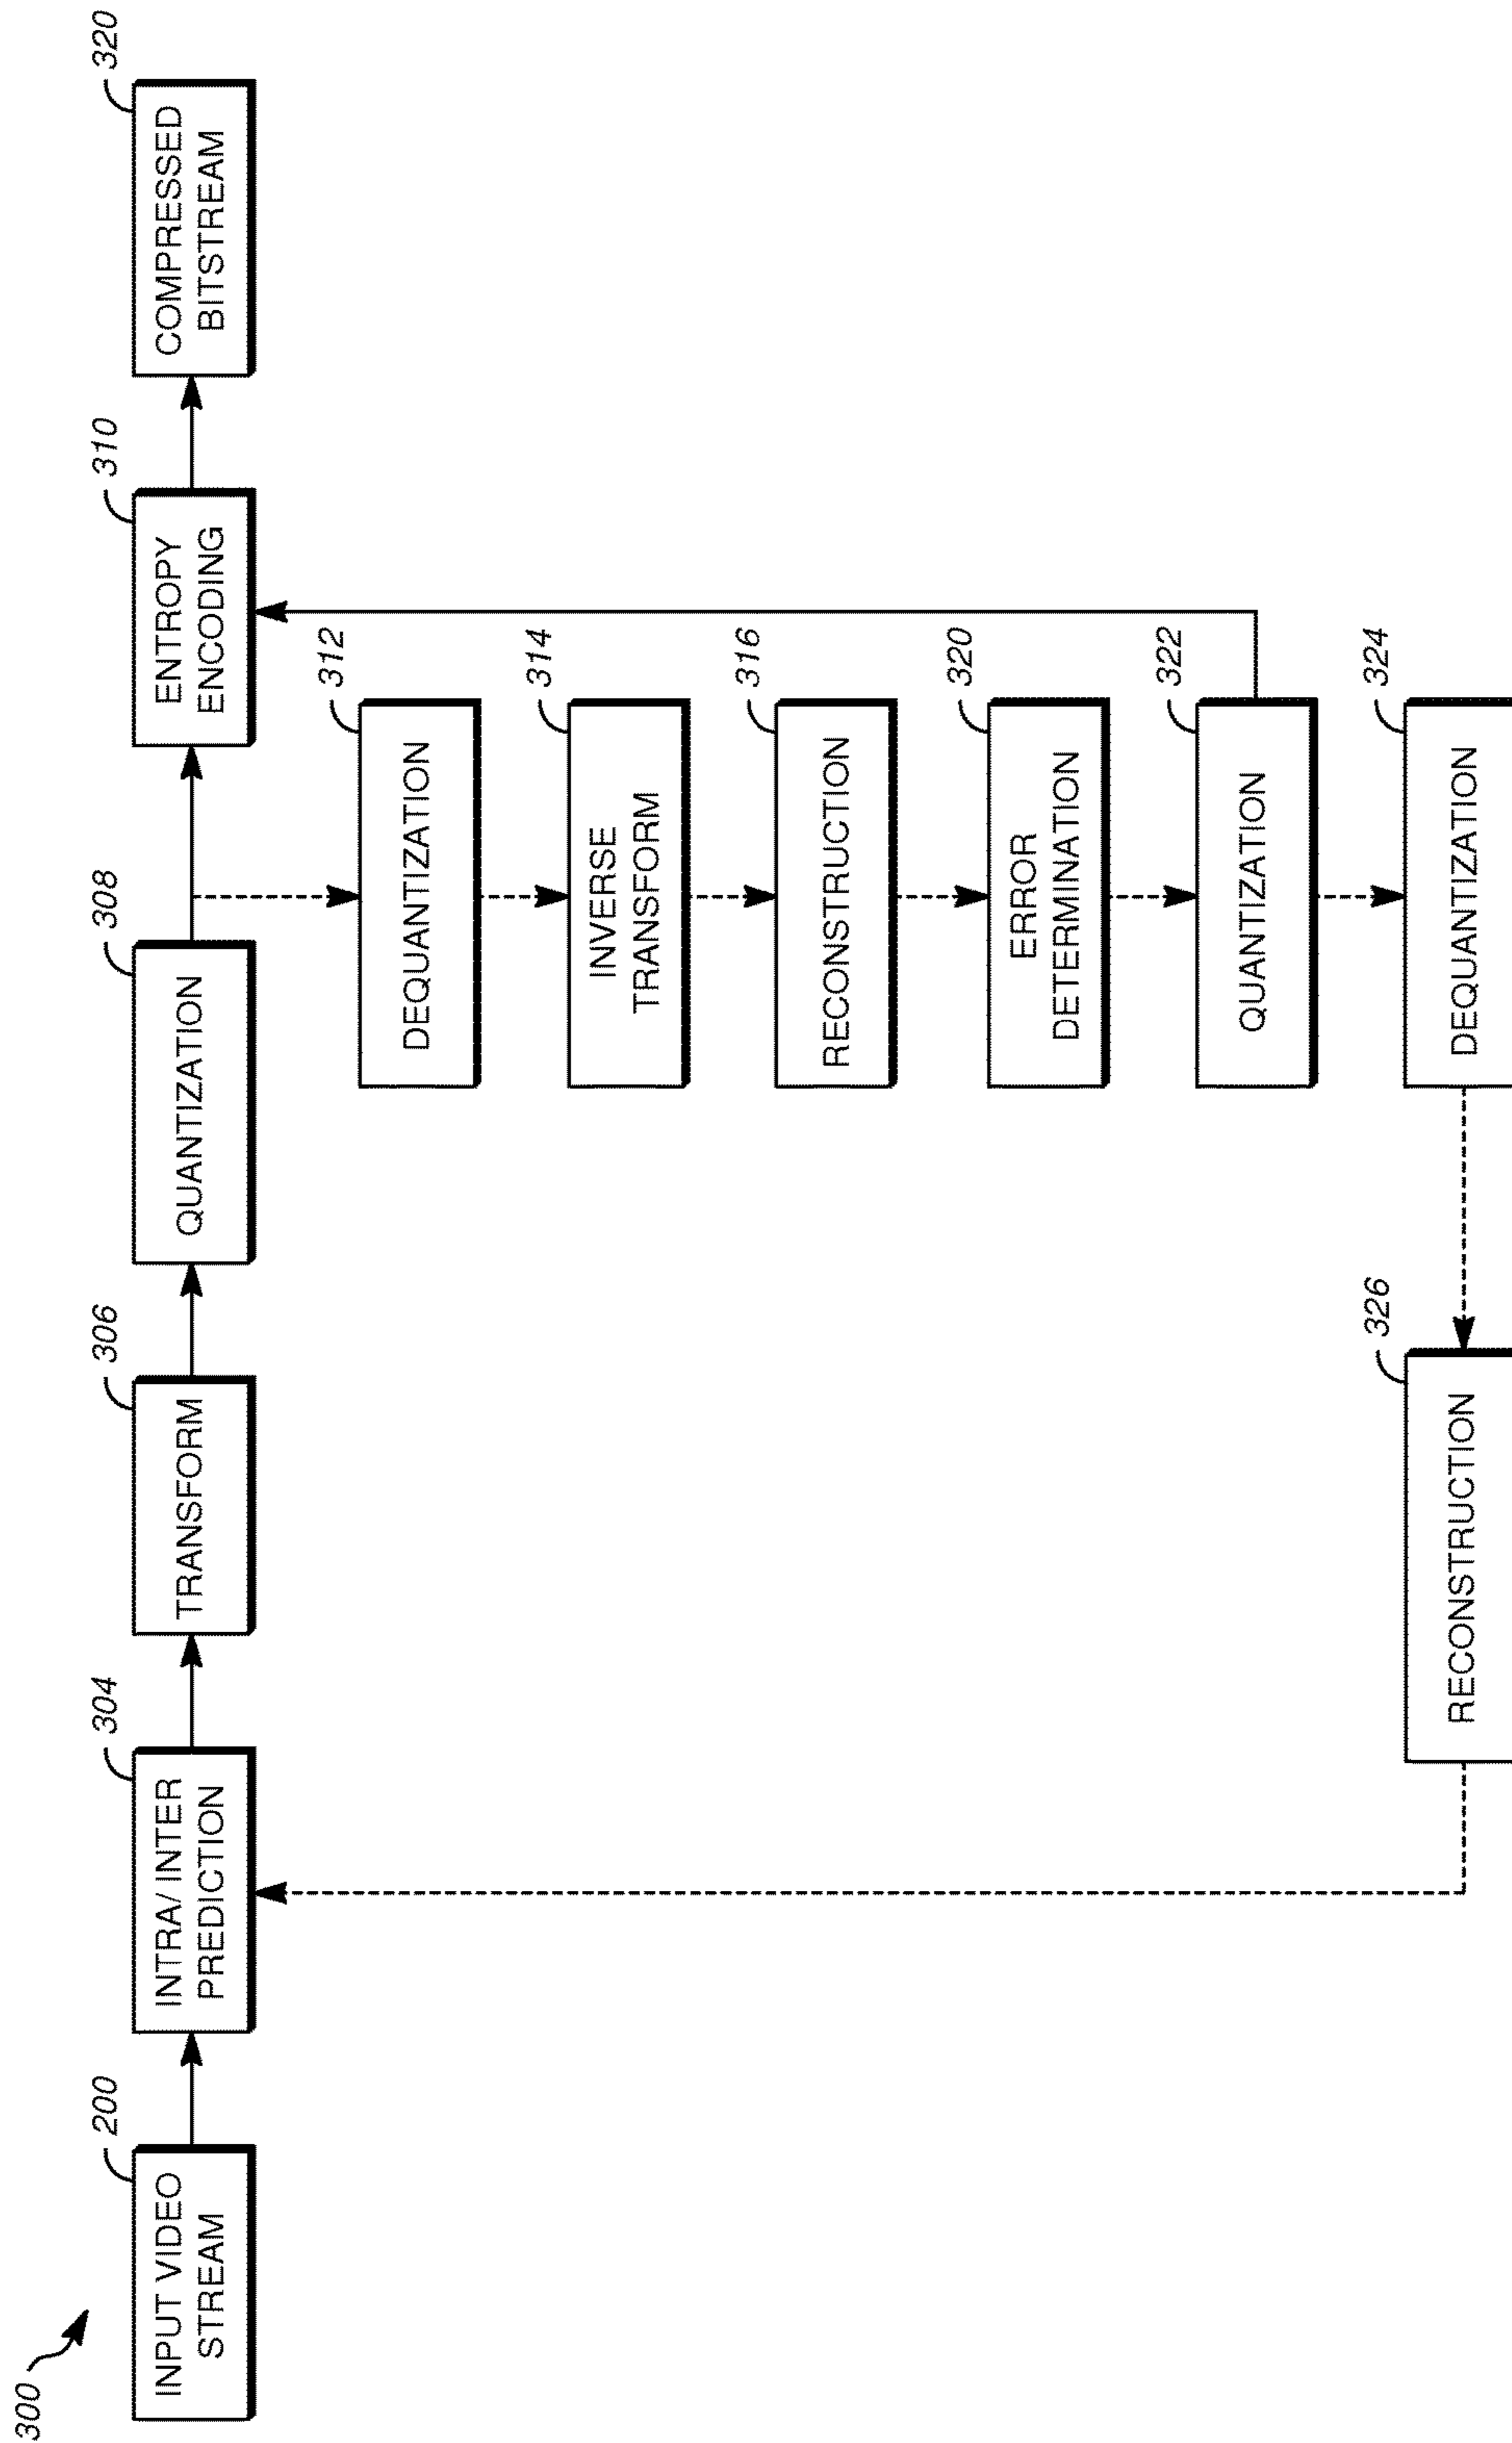 300
200
INPUT VIDEO
STREAM
304
INTRA/INTER
PREDICTION
306
TRANSFORM
308
QUANTIZATION
310
ENTROPY
ENCODING
320
COMPRESSED
BITSTREAM
312
DEQUANTIZATION
314
INVERSE
TRANSFORM
316
RECONSTRUCTION
320
ERROR
DETERMINATION
322
QUANTIZATION
324
DEQUANTIZATION
326
RECONSTRUCTION